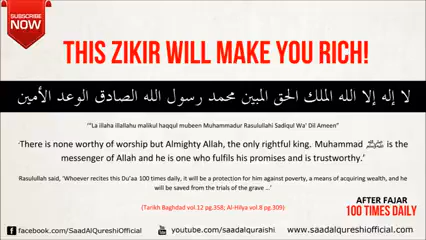 SUBSCRIBE
NOW
THIS ZIKIR WILL MAKE YOU RICH!
لا إله إلا الله الملك الحق المبين محمد رسول الله الصادق الوعد الأمين
"'La illaha illallahu malikul haqqul mubeen Muhammadur Rasulullahi Sadiqul Wa' Dil Ameen"
'There is none worthy of worship but Almighty Allah, the only rightful king. Muhammad ﷺ is the
messenger of Allah and he is one who fulfils his promises and is trustworthy.'
'Rasulullah said, 'Whoever recites this Du'aa 100 times daily, it will be a protection for him against poverty, a means of acquiring wealth, and he
will be saved from the trials of the grave ...'
(Tarikh Baghdad vol.12 pg.358; Al-Hilya vol.8 pg.309)
AFTER FAJAR
100 TIMES DAILY
facebook.com/SaadAlQureshiOfficial
youtube.com/saadalquraishi
www.saadalqureshiofficial.com